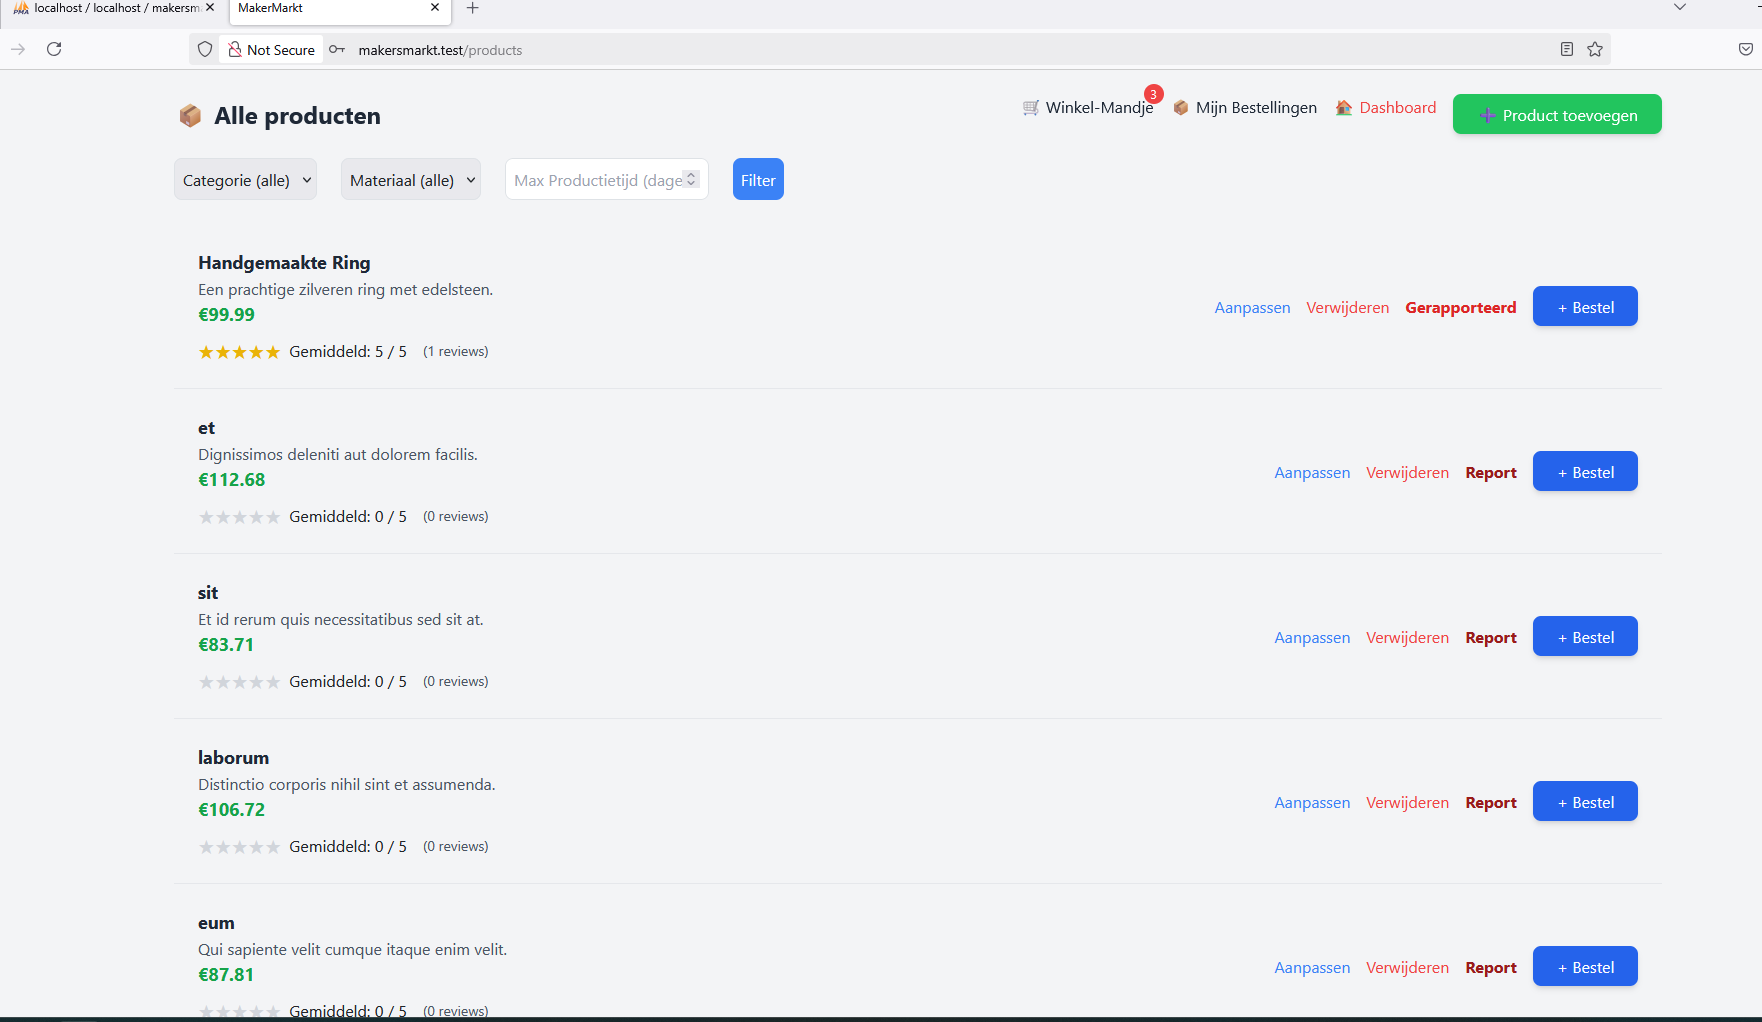 localhost / localhost / makersm
MakerMarkt
Not Secure
makersmarkt.test/products
Alle producten
Winkel-Mandje
3
Mijn Bestellingen
Dashboard
Product toevoegen
Categorie (alle)
Materiaal (alle)
Max Productietijd (dage
Filter
Handgemaakte Ring
Een prachtige zilveren ring met edelsteen.
€99.99
Gemiddeld: 5 / 5 (1 reviews)
Aanpassen Verwijderen Gerapporteerd + Bestel
et
Dignissimos deleniti aut dolorem facilis.
€112.68
Gemiddeld: 0 / 5 (0 reviews)
Aanpassen Verwijderen Report + Bestel
sit
Et id rerum quis necessitatibus sed sit at.
€83.71
Gemiddeld: 0 / 5 (0 reviews)
Aanpassen Verwijderen Report + Bestel
laborum
Distinctio corporis nihil sint et assumenda.
€106.72
Gemiddeld: 0 / 5 (0 reviews)
Aanpassen Verwijderen Report + Bestel
eum
Qui sapiente velit cumque itaque enim velit.
€87.81
Gemiddeld: 0 / 5 (0 reviews)
Aanpassen Verwijderen Report + Bestel